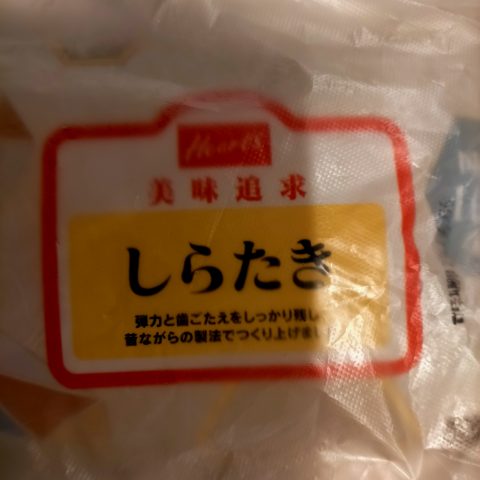 Heart's
美味追求
しらたき
弾力と歯ごたえをしっかり残し、
昔ながらの製法でつくり上げまし